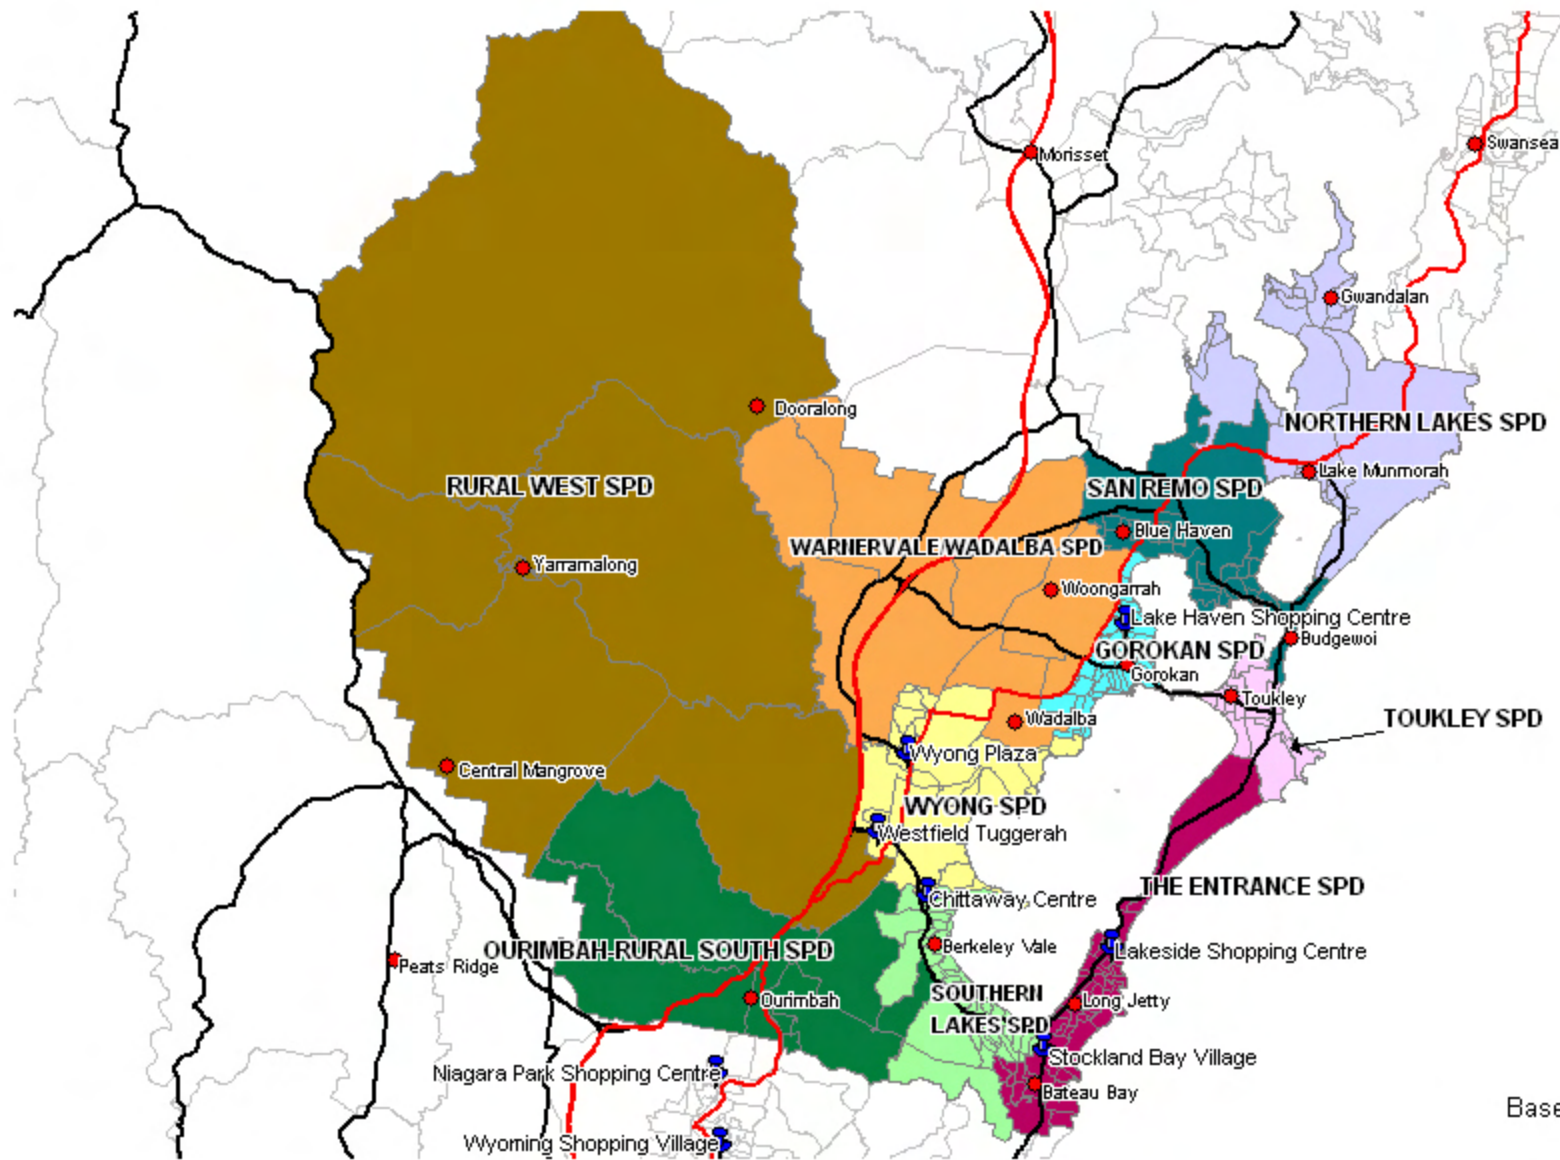 Morisset
Swansea
Gwandalan
Dooralong
NORTHERN LAKES SPD
Lake Munmorah
RURAL WEST SPD
SAN REMO SPD
Blue Haven
WARNERVALE/WADALBA SPD
Yarramalong
Woongarrah
Lake Haven Shopping Centre
Budgewoi
GOROKAN SPD
Gorokan
Toukley
Wadalba
TOUKLEY SPD
Wyong Plaza
Central Mangrove
WYONG SPD
Westfield Tuggerah
THE ENTRANCE SPD
Chittaway Centre
Berkeley Vale
OURIMBAH-RURAL SOUTH SPD
Lakeside Shopping Centre
Peats Ridge
SOUTHERN
LAKES SPD
Ourimbah
Long Jetty
Stockland Bay Village
Niagara Park Shopping Centre
Bateau Bay
Base
Wyoming Shopping Village